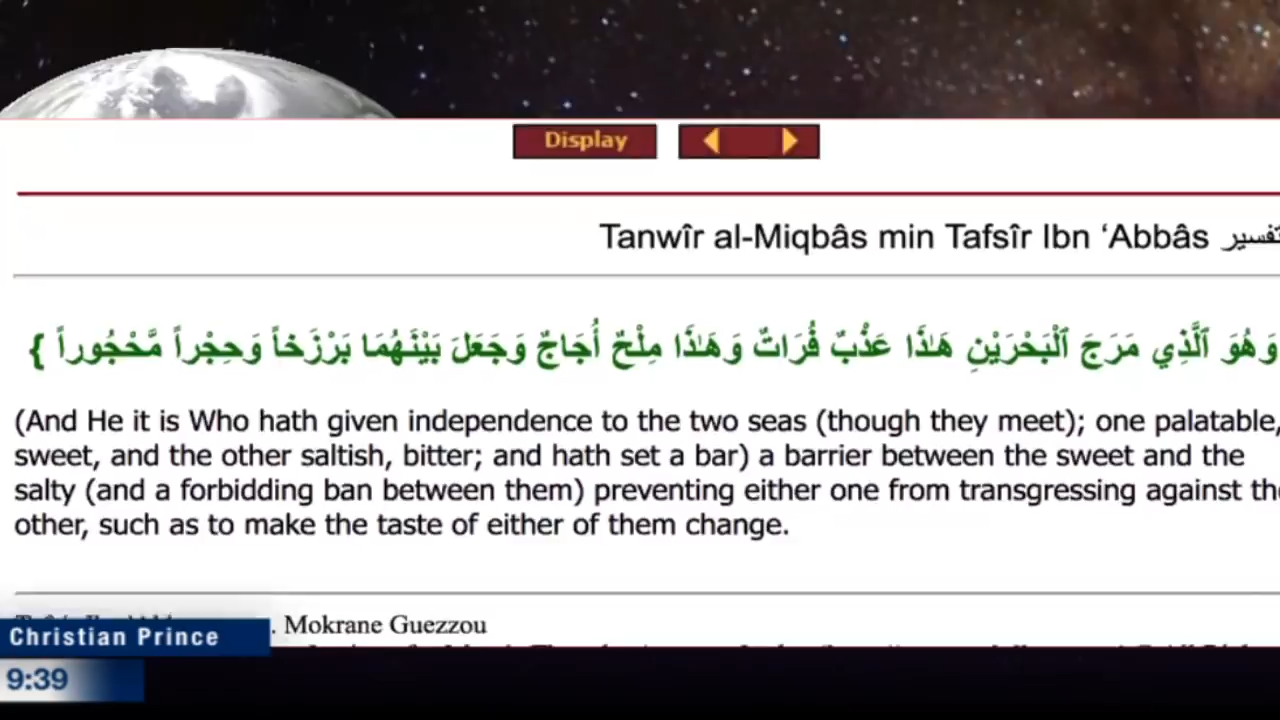 Display
Tanwîr al-Miqbâs min Tafsîr Ibn ‘Abbâs تفسير
وَهُوَ ٱلَّذِي مَرَجَ ٱلْبَحْرَيْنِ هَـٰذَا عَذْبٌ فُرَاتٌ وَهَـٰذَا مِلْحٌ أُجَاجٌ وَجَعَلَ بَيْنَهُمَا بَرْزَخاً وَحِجْراً مَّحْجُوراً }
(And He it is Who hath given independence to the two seas (though they meet); one palatable,
sweet, and the other saltish, bitter; and hath set a bar) a barrier between the sweet and the
salty (and a forbidding ban between them) preventing either one from transgressing against the
other, such as to make the taste of either of them change.
. Mokrane Guezzou
Christian Prince
9:39